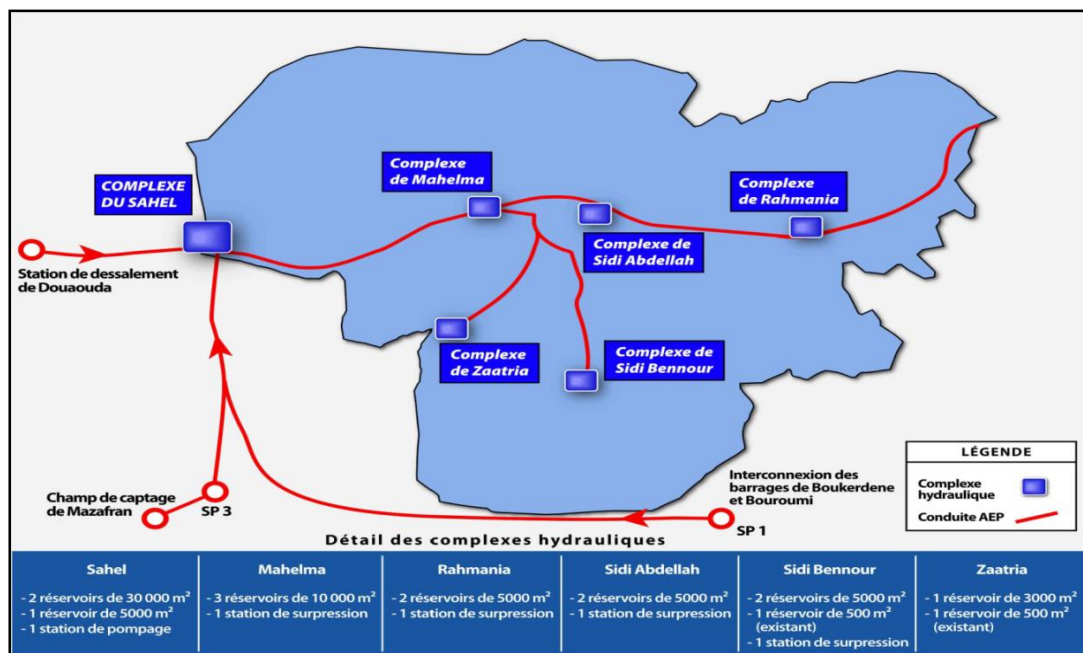 COMPLEXE
DU SAHEL
Complexe
de Mahelma
Complexe
de Rahmania
Complexe de
Sidi Abdellah
Station de dessalement
de Douaouda
Complexe
de Zaatria
Complexe de
Sidi Bennour
Champ de captage
de Mazafran
SP 3
Interconnexion des
barrages de Boukerdene
et Bouroumi
SP 1
LÉGENDE
Complexe
hydraulique
Conduite AEP
Détail des complexes hydrauliques
Sahel
- 2 réservoirs de 30 000 m²
- 1 réservoir de 5000 m²
- 1 station de pompage
Mahelma
- 3 réservoirs de 10 000 m²
- 1 station de surpression
Rahmania
- 2 réservoirs de 5000 m²
- 1 station de surpression
Sidi Abdellah
- 2 réservoirs de 5000 m²
- 1 station de surpression
Sidi Bennour
- 2 réservoirs de 5000 m²
- 1 réservoir de 500 m²
(existant)
- 1 station de surpression
Zaatria
- 1 réservoir de 3000 m²
- 1 réservoir de 500 m²
(existant)